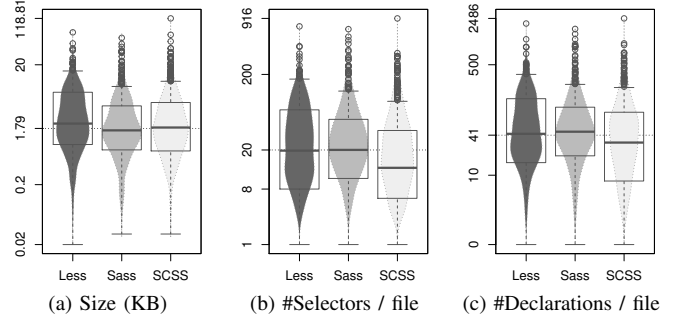 118.81
20
1.79
0.2
0.02
Less Sass SCSS
(a) Size (KB)
916
200
20
8
1
Less Sass SCSS
(b) #Selectors / file
2486
500
41
10
0
Less Sass SCSS
(c) #Declarations / file